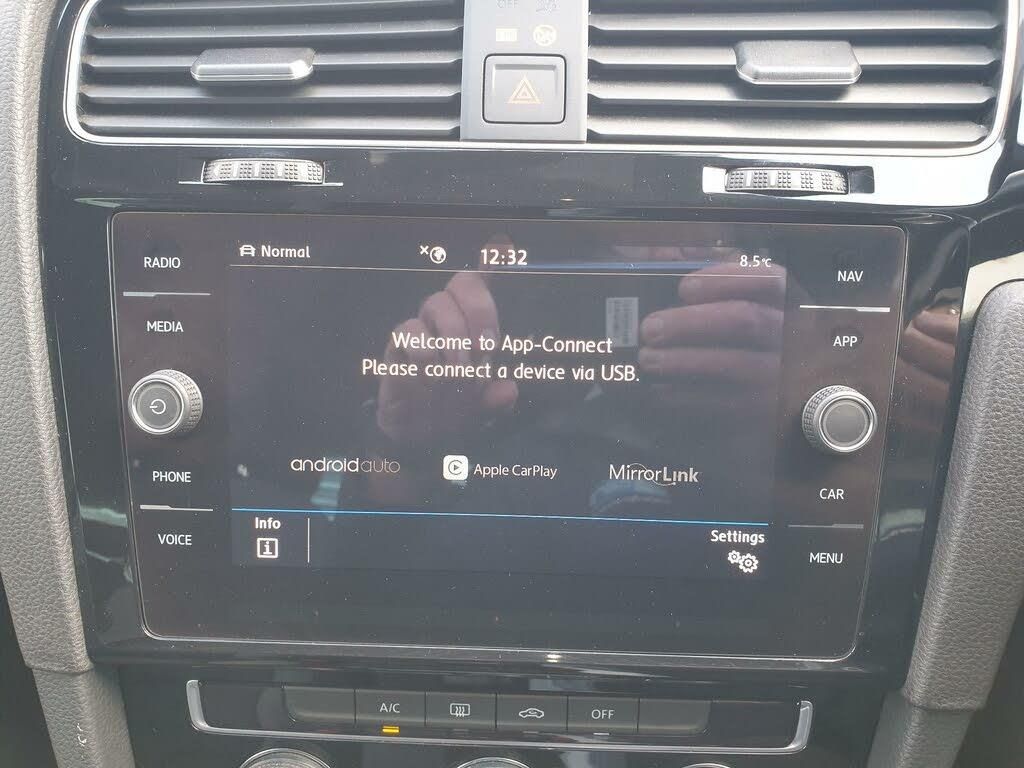 OFF
RADIO
MEDIA
PHONE
VOICE
Normal
12:32
8.5°C
Welcome to App-Connect
Please connect a device via USB.
androidauto
Apple CarPlay
MirrorLink
Info
Settings
NAV
APP
CAR
MENU
A/C
OFF